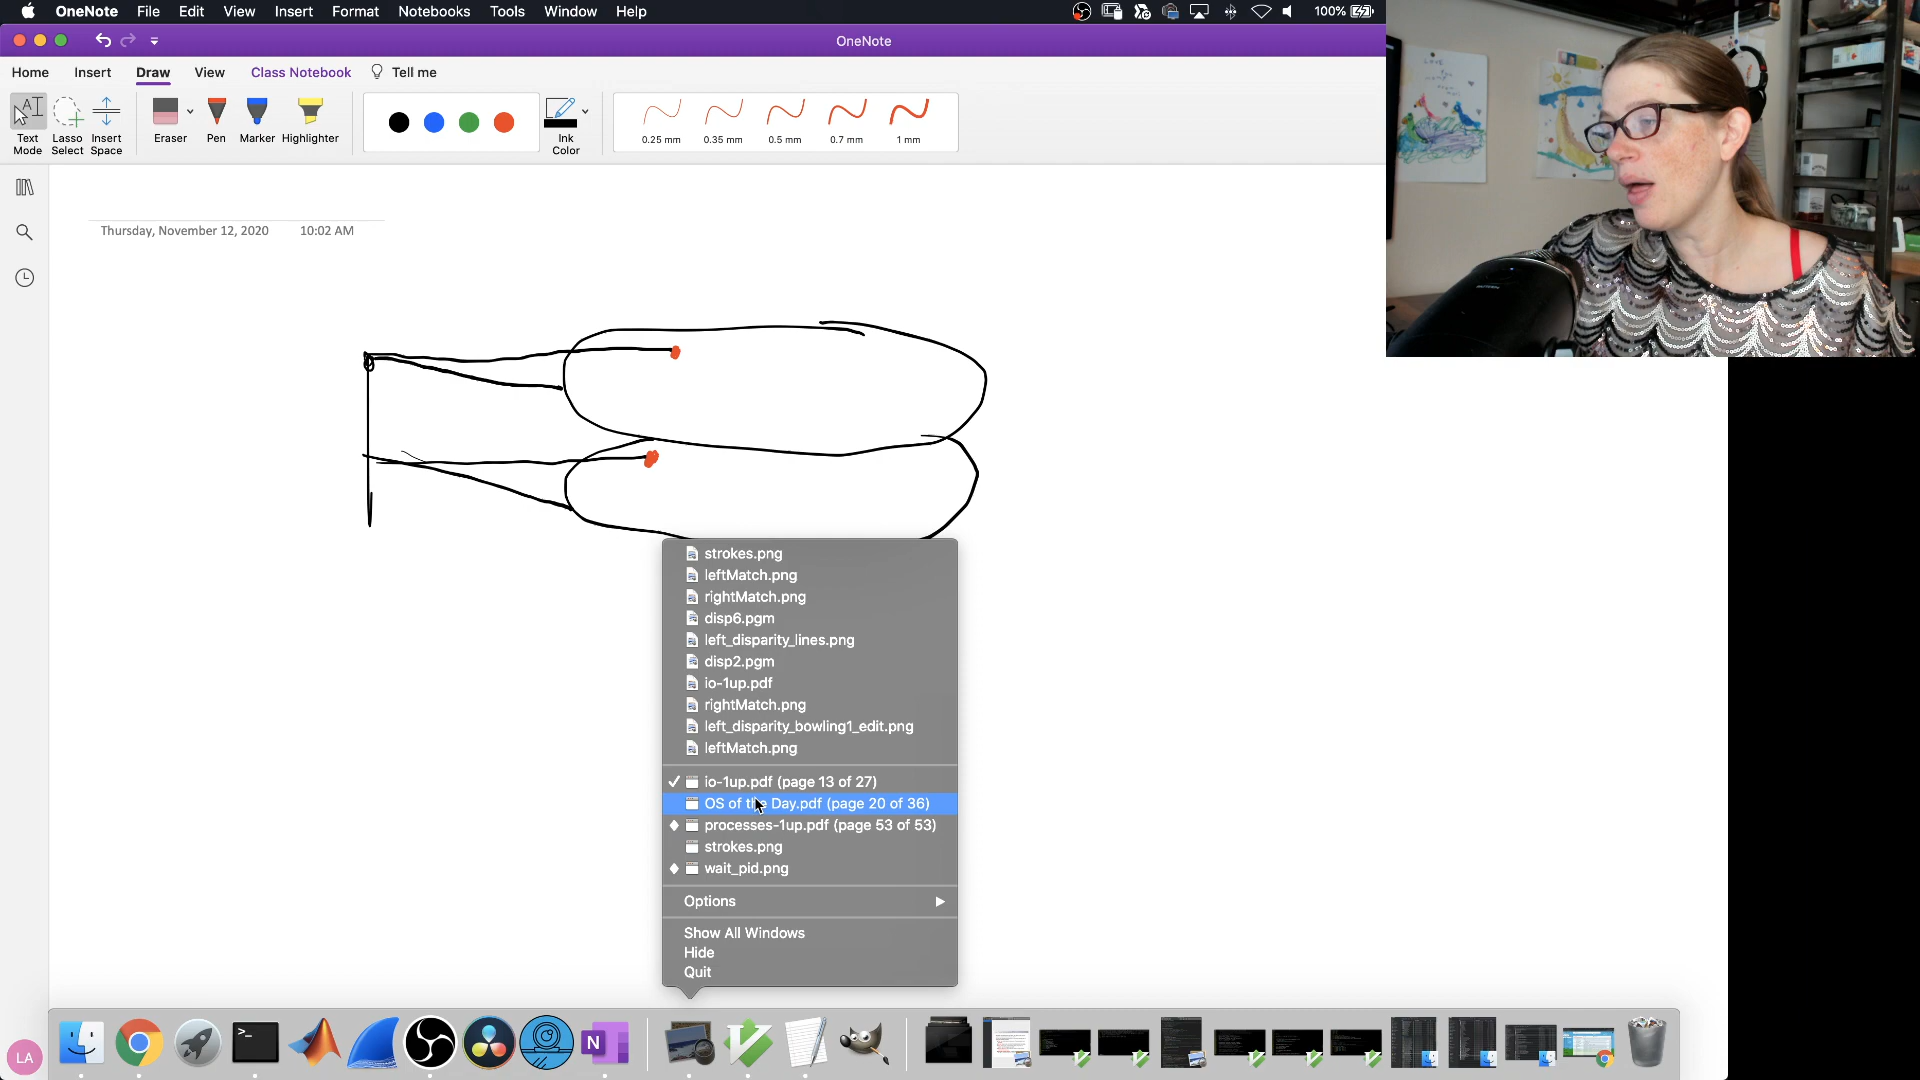 OneNote File Edit View Insert Format Notebooks Tools Window Help
100%
OneNote
Home Insert Draw View Class Notebook Tell me
Text Mode
Lasso Select
Insert Space
Eraser
Pen
Marker
Highlighter
Ink Color
0.25 mm
0.35 mm
0.5 mm
0.7 mm
1 mm
Thursday, November 12, 2020 10:02 AM
strokes.png
leftMatch.png
rightMatch.png
disp6.pgm
left_disparity_lines.png
disp2.pgm
io-1up.pdf
rightMatch.png
left_disparity_bowling1_edit.png
leftMatch.png
io-1up.pdf (page 13 of 27)
OS of the Day.pdf (page 20 of 36)
processes-1up.pdf (page 53 of 53)
strokes.png
wait_pid.png
Options
Show All Windows
Hide
Quit
LA
N